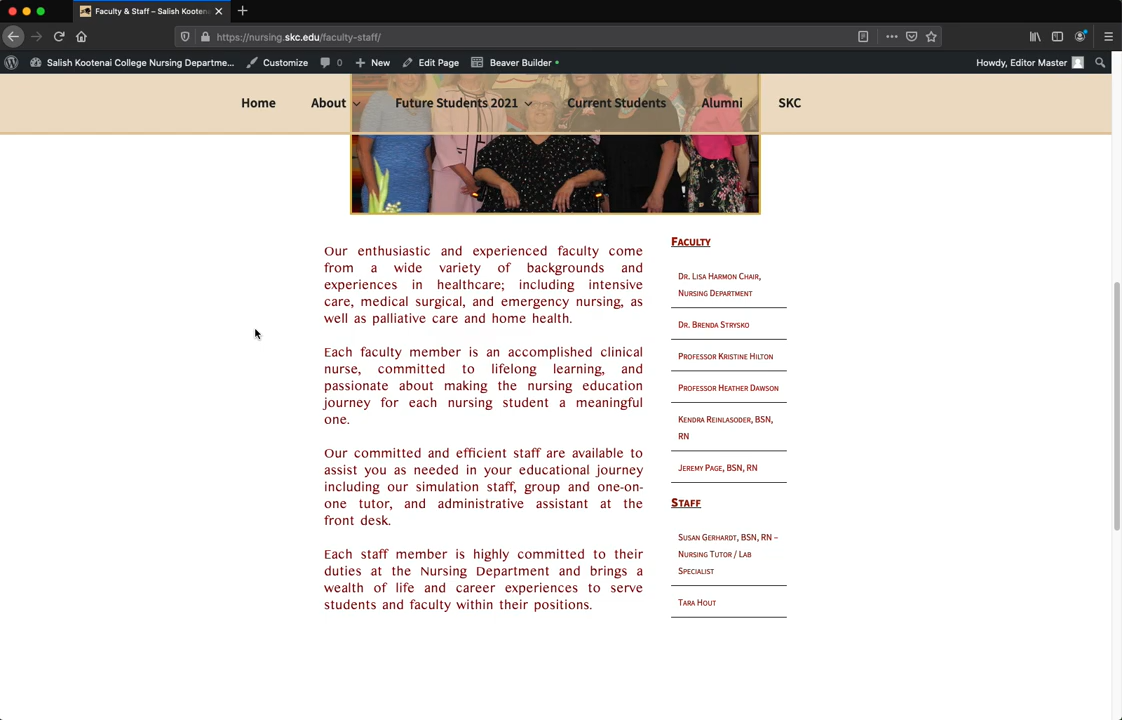 Faculty & Staff – Salish Kooten
https://nursing.skc.edu/faculty-staff/
Salish Kootenai College Nursing Departme...
Customize
0
New
Edit Page
Beaver Builder
Howdy, Editor Master
Home
About
Future Students 2021
Current Students
Alumni
SKC
Our enthusiastic and experienced faculty come
from a wide variety of backgrounds and
experiences in healthcare; including intensive
care, medical surgical, and emergency nursing, as
well as palliative care and home health.
Each faculty member is an accomplished clinical
nurse, committed to lifelong learning, and
passionate about making the nursing education
journey for each nursing student a meaningful
one.
Our committed and efficient staff are available to
assist you as needed in your educational journey
including our simulation staff, group and one-on-
one tutor, and administrative assistant at the
front desk.
Each staff member is highly committed to their
duties at the Nursing Department and brings a
wealth of life and career experiences to serve
students and faculty within their positions.
Faculty
Dr. Lisa Harmon Chair,
Nursing Department
Dr. Brenda Strysko
Professor Kristine Hilton
Professor Heather Dawson
Kendra Reinlasoder, BSN,
RN
Jeremy Page, BSN, RN
Staff
Susan Gerhardt, BSN, RN –
Nursing Tutor / Lab
Specialist
Tara Hout